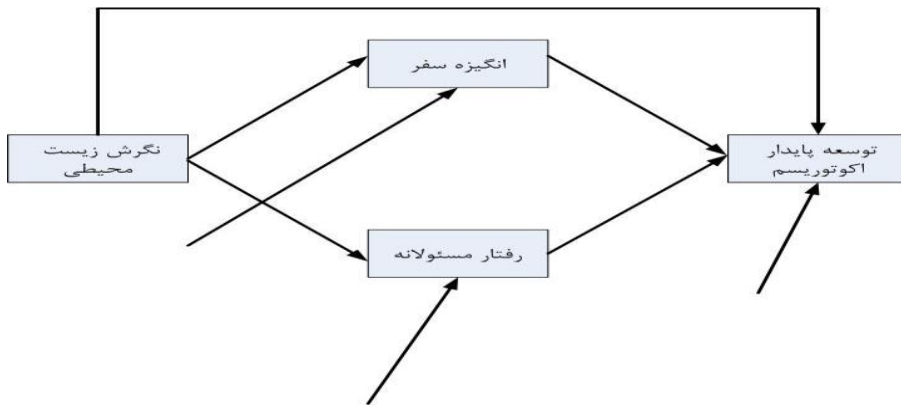 انگیزه سفر
نگرش زیست
محیطی
توسعه پایدار
اکوتوریسم
رفتار مسئولانه